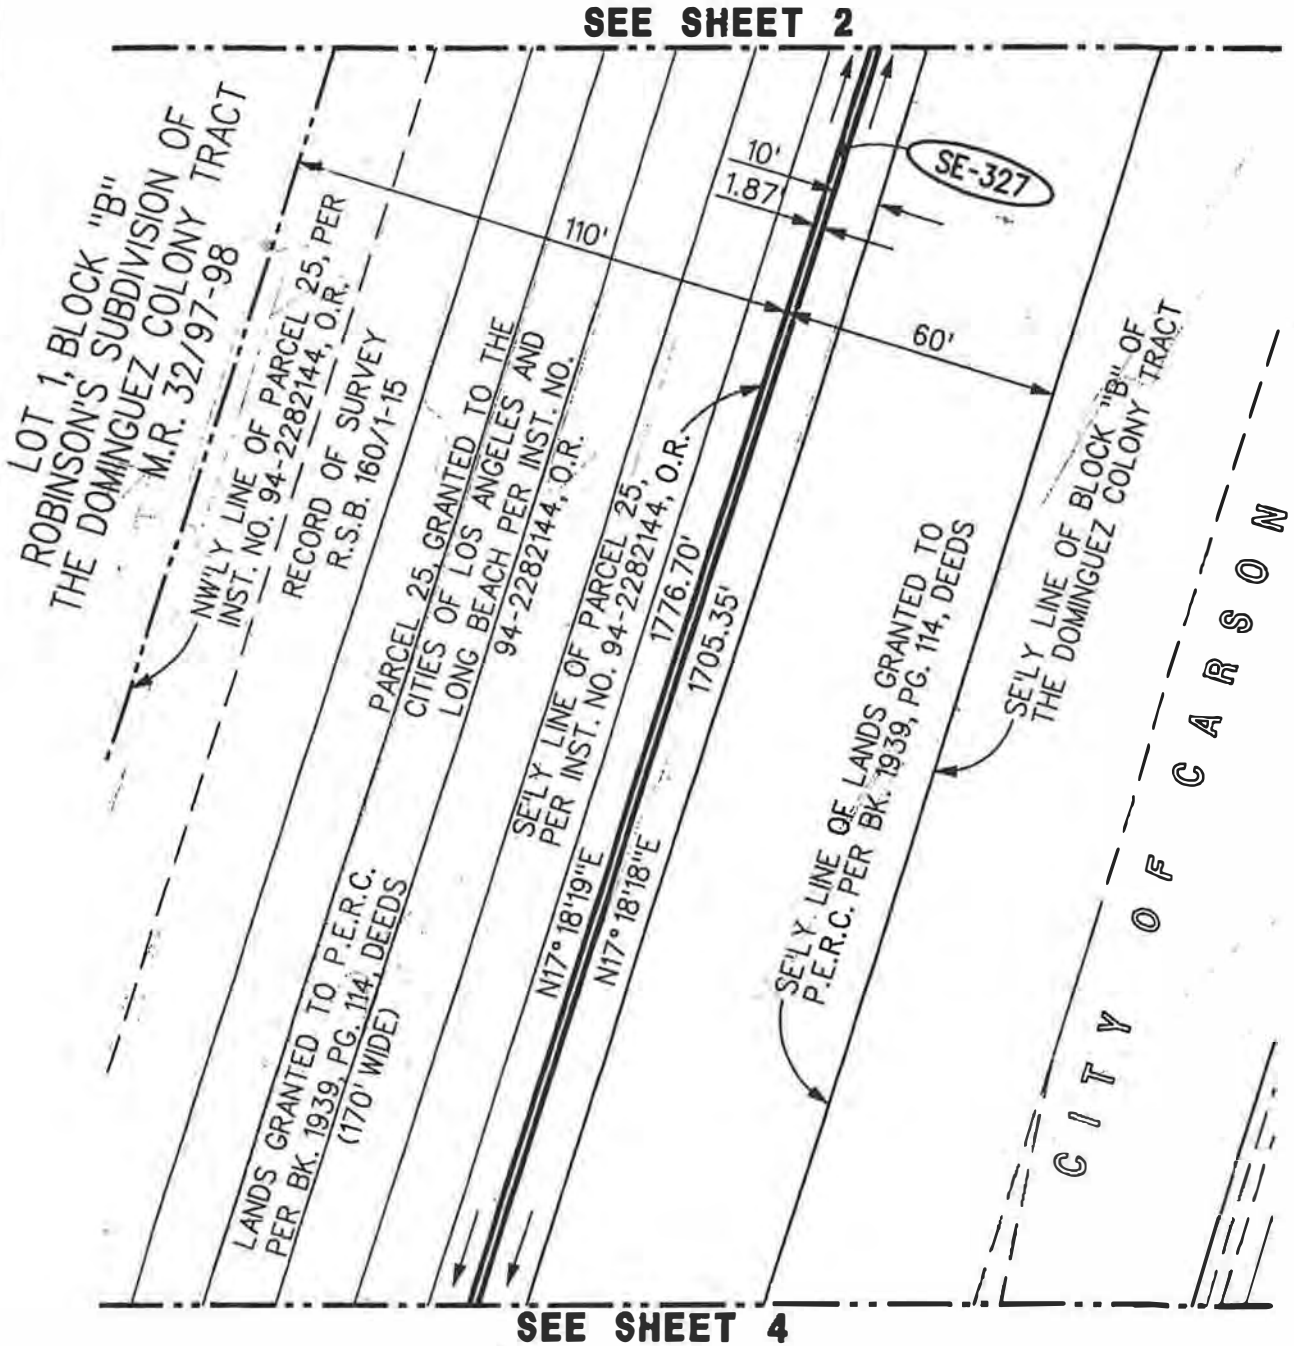 SEE SHEET 2
LOT 1, BLOCK "B"
ROBINSON'S SUBDIVISION OF
THE DOMINGUEZ COLONY TRACT
M.R. 32/97-98
NW'LY LINE OF PARCEL 25, PER
INST. NO. 94-2282144, O.R.
RECORD OF SURVEY
R.S.B. 160/1-15
110'
10'
1.87'
SE-327
60'
PARCEL 25, GRANTED TO THE
CITIES OF LOS ANGELES AND
LONG BEACH PER INST. NO.
94-2282144, O.R.
SE'LY LINE OF PARCEL 25,
PER INST. NO. 94-2282144, O.R.
1776.70'
1705.35'
N17°18'19"E
N17°18'18"E
LANDS GRANTED TO P.E.R.C.
PER BK. 1939, PG. 114, DEEDS
(170' WIDE)
SE'LY LINE OF LANDS GRANTED TO
P.E.R.C. PER BK. 1939, PG. 114, DEEDS
SE'LY LINE OF BLOCK "B" OF
THE DOMINGUEZ COLONY TRACT
CITY OF CARSON
SEE SHEET 4